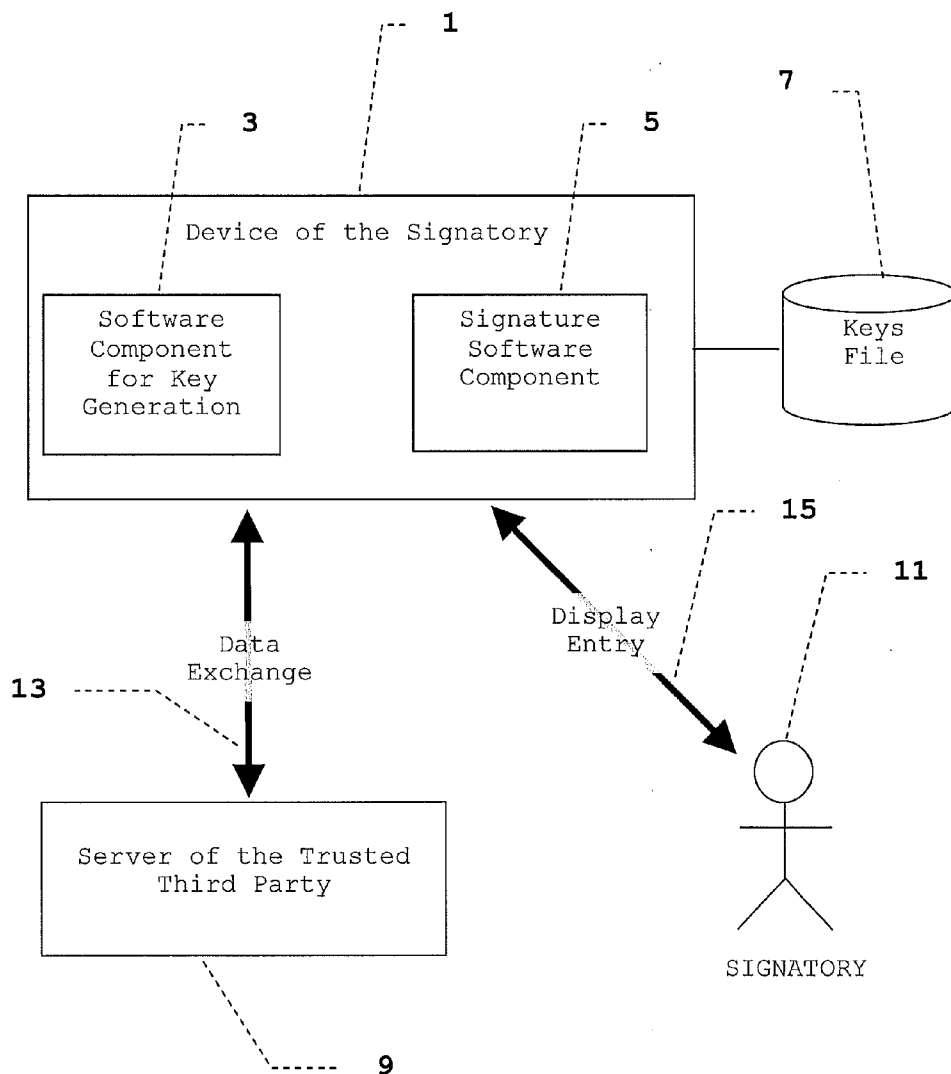 1
3
5
7
Device of the Signatory
Software
Component
for Key
Generation
Signature
Software
Component
Keys
File
15
11
Display
Entry
Data
Exchange
13
Server of the Trusted
Third Party
SIGNATORY
9